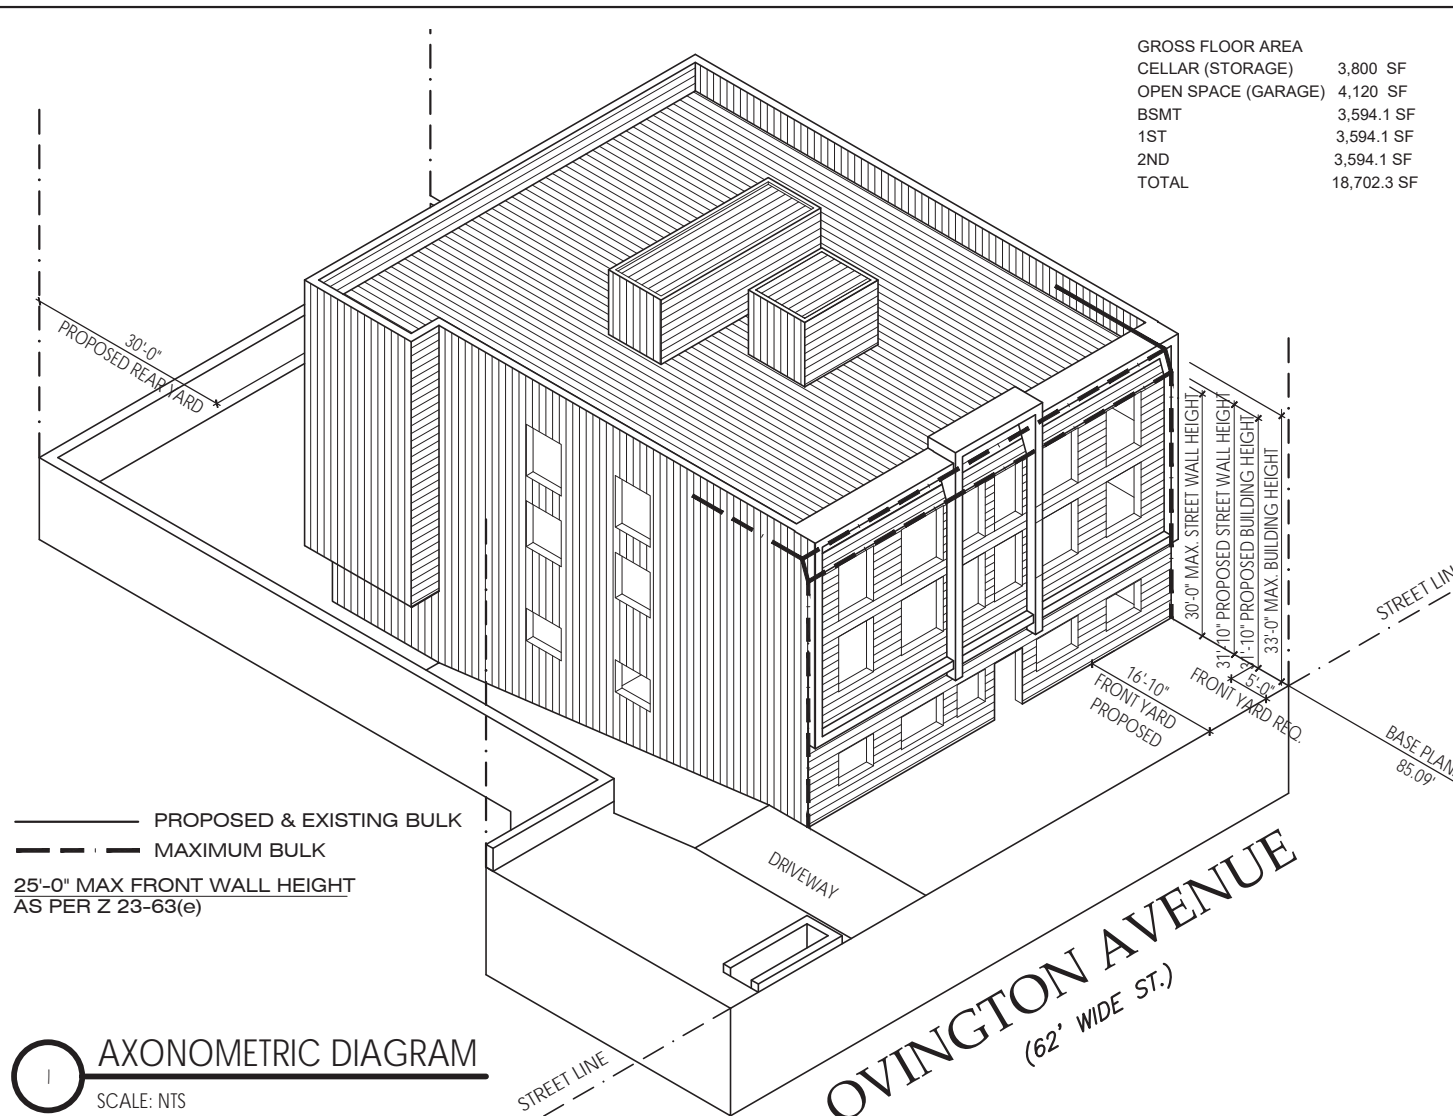 GROSS FLOOR AREA
CELLAR (STORAGE) 3,800 SF
OPEN SPACE (GARAGE) 4,120 SF
BSMT 3,594.1 SF
1ST 3,594.1 SF
2ND 3,594.1 SF
TOTAL 18,702.3 SF
30'-0"
PROPOSED REAR YARD
30'-0" MAX. STREET WALL HEIGHT
31'-10" PROPOSED STREET WALL HEIGHT
31'-10" PROPOSED BUILDING HEIGHT
33'-0" MAX. BUILDING HEIGHT
STREET LIN
16'-10"
FRONT YARD
PROPOSED
5'-0"
FRONT YARD REQ.
BASE PLAN
85.09'
DRIVEWAY
PROPOSED & EXISTING BULK
MAXIMUM BULK
25'-0" MAX FRONT WALL HEIGHT
AS PER Z 23-63(e)
OVINGTON AVENUE
(62' WIDE ST.)
STREET LINE
1
AXONOMETRIC DIAGRAM
SCALE: NTS